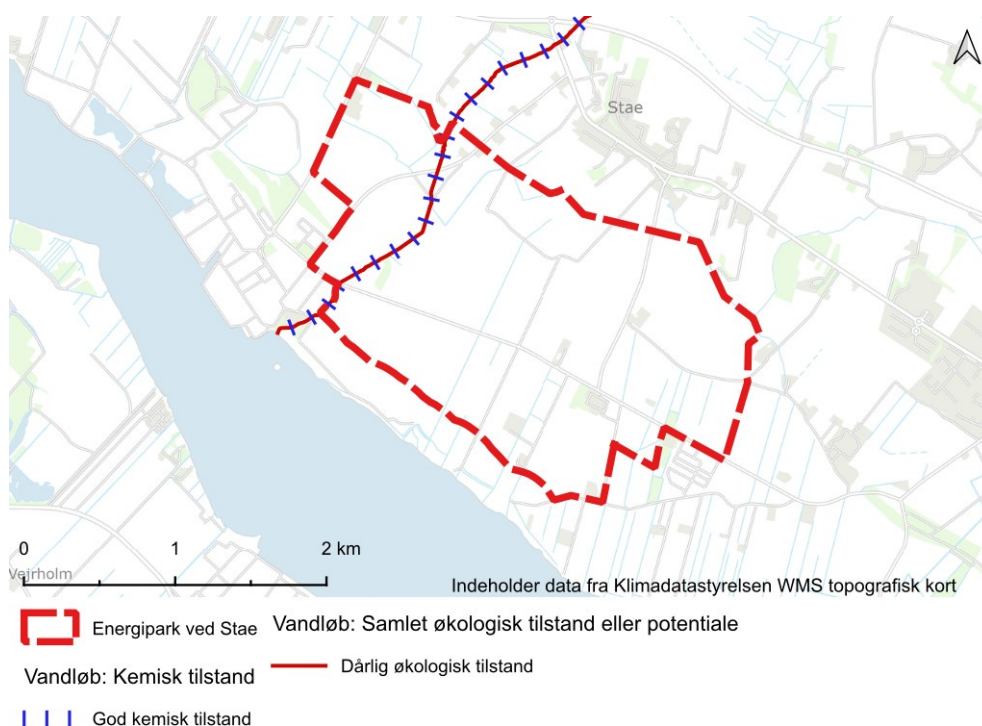 Stae
0 1 2 km
Vejrholm
Indeholder data fra Klimadatastyrelsen WMS topografisk kort
Energipark ved Stae
Vandløb: Samlet økologisk tilstand eller potentiale
Vandløb: Kemisk tilstand
Dårlig økologisk tilstand
God kemisk tilstand